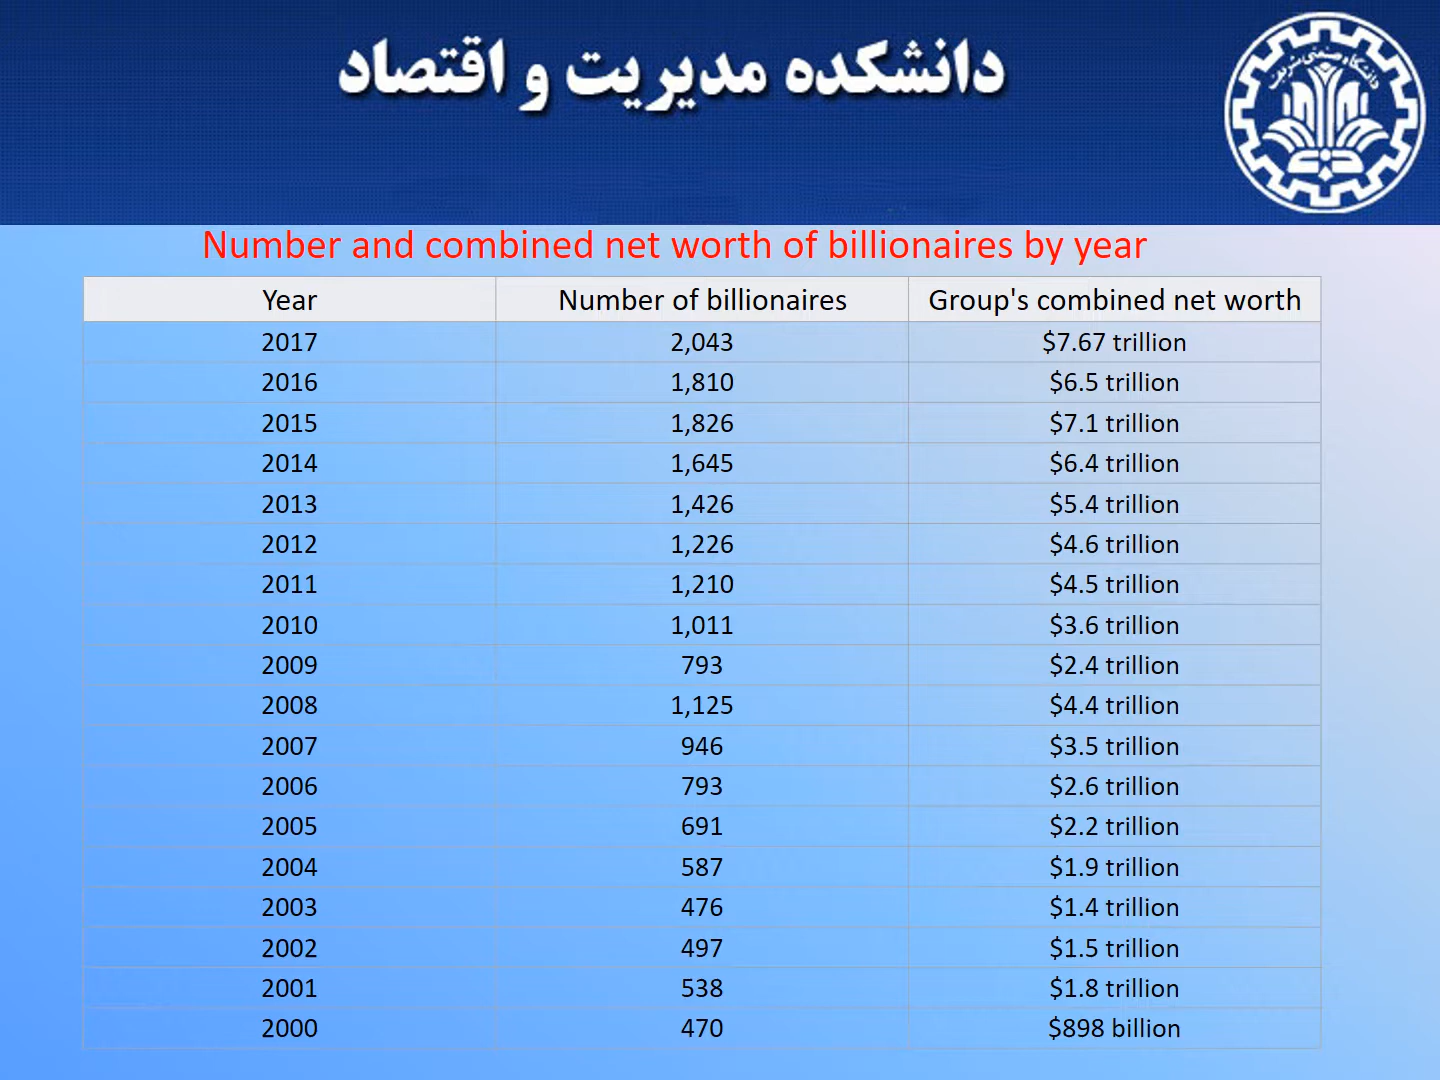 دانشکده مدیریت و اقتصاد
دانشگاه صنعتی شریف
Number and combined net worth of billionaires by year
Year Number of billionaires Group's combined net worth
2017 2,043 $7.67 trillion
2016 1,810 $6.5 trillion
2015 1,826 $7.1 trillion
2014 1,645 $6.4 trillion
2013 1,426 $5.4 trillion
2012 1,226 $4.6 trillion
2011 1,210 $4.5 trillion
2010 1,011 $3.6 trillion
2009 793 $2.4 trillion
2008 1,125 $4.4 trillion
2007 946 $3.5 trillion
2006 793 $2.6 trillion
2005 691 $2.2 trillion
2004 587 $1.9 trillion
2003 476 $1.4 trillion
2002 497 $1.5 trillion
2001 538 $1.8 trillion
2000 470 $898 billion